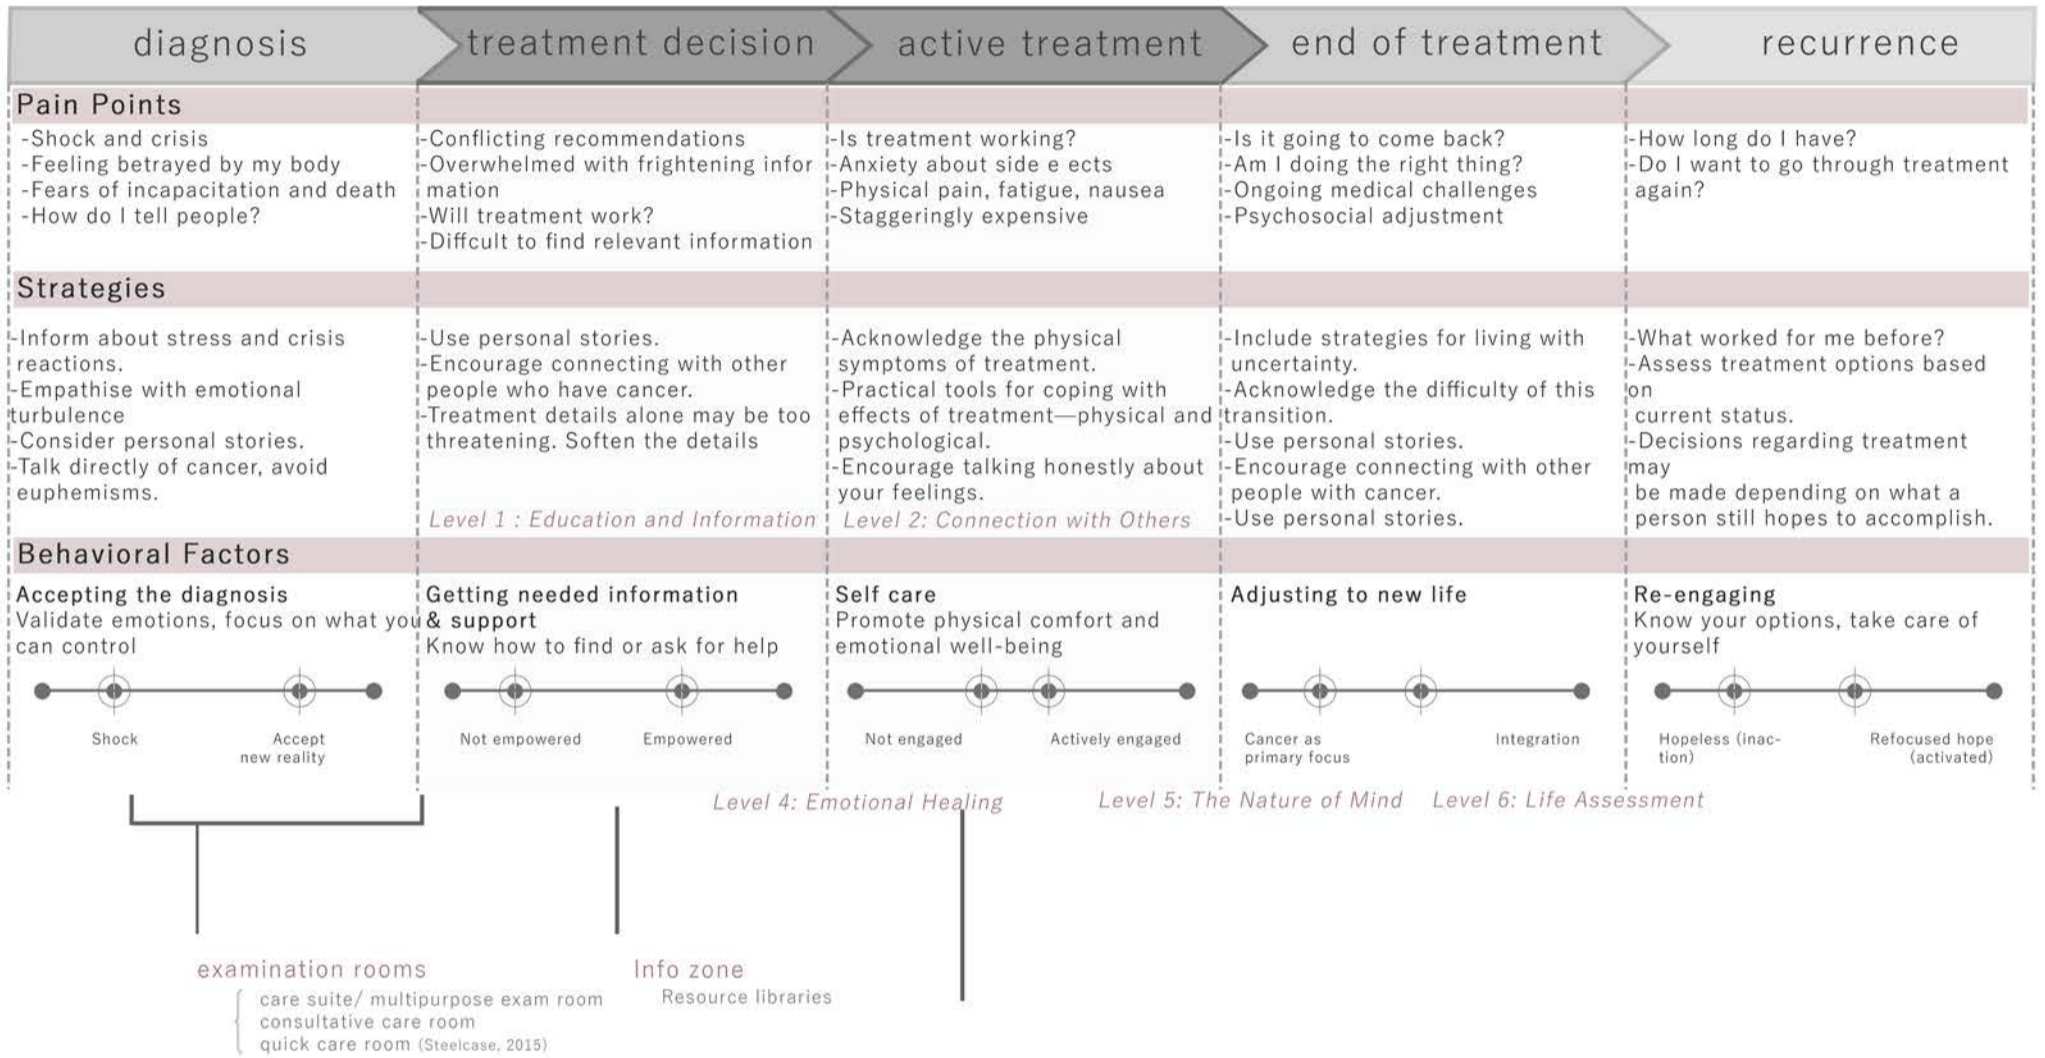 diagnosis
treatment decision
active treatment
end of treatment
recurrence
Pain Points
-Shock and crisis
-Feeling betrayed by my body
-Fears of incapacitation and death
-How do I tell people?
-Conflicting recommendations
-Overwhelmed with frightening infor
mation
-Will treatment work?
-Diffcult to find relevant information
-Is treatment working?
-Anxiety about side e ects
-Physical pain, fatigue, nausea
-Staggeringly expensive
-Is it going to come back?
-Am I doing the right thing?
-Ongoing medical challenges
-Psychosocial adjustment
-How long do I have?
-Do I want to go through treatment
again?
Strategies
-Inform about stress and crisis
reactions.
-Empathise with emotional
turbulence
-Consider personal stories.
-Talk directly of cancer, avoid
euphemisms.
-Use personal stories.
-Encourage connecting with other
people who have cancer.
-Treatment details alone may be too
threatening. Soften the details
Level 1 : Education and Information
-Acknowledge the physical
symptoms of treatment.
-Practical tools for coping with
effects of treatment—physical and
psychological.
-Encourage talking honestly about
your feelings.
Level 2: Connection with Others
-Include strategies for living with
uncertainty.
-Acknowledge the difficulty of this
transition.
-Use personal stories.
-Encourage connecting with other
people with cancer.
-Use personal stories.
-What worked for me before?
-Assess treatment options based
on
current status.
-Decisions regarding treatment
may
be made depending on what a
person still hopes to accomplish.
Behavioral Factors
Accepting the diagnosis
Validate emotions, focus on what you
can control
Shock
Accept
new reality
Getting needed information
& support
Know how to find or ask for help
Not empowered
Empowered
Self care
Promote physical comfort and
emotional well-being
Not engaged
Actively engaged
Adjusting to new life
Cancer as
primary focus
Integration
Re-engaging
Know your options, take care of
yourself
Hopeless (inac-
tion)
Refocused hope
(activated)
Level 4: Emotional Healing
Level 5: The Nature of Mind
Level 6: Life Assessment
examination rooms
care suite/ multipurpose exam room
consultative care room
quick care room (Steelcase, 2015)
Info zone
Resource libraries